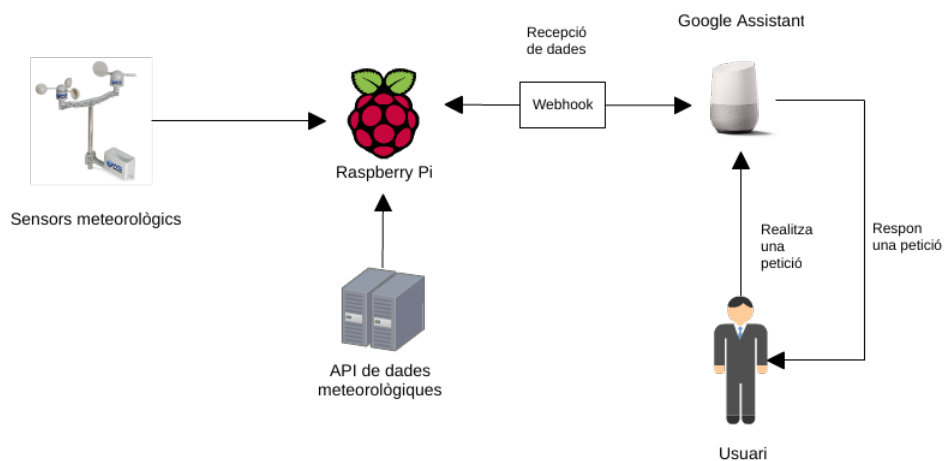 Google Assistant
Recepció
de dades
Webhook
Raspberry Pi
Sensors meteorològics
Realitza
una
petició
Respon
una petició
API de dades
meteorològiques
Usuari